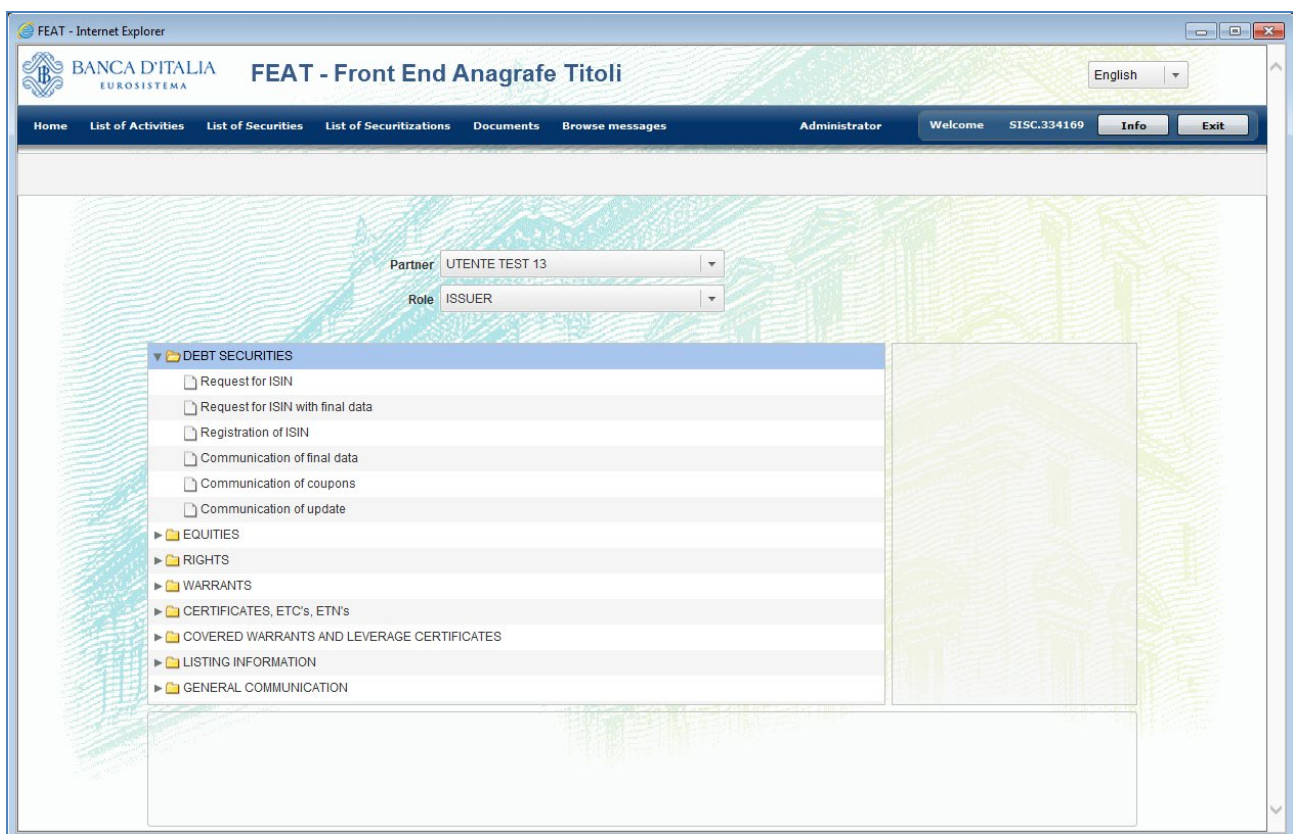 FEAT - Internet Explorer
BANCA D'ITALIA
EUROSISTEMA
FEAT - Front End Anagrafe Titoli
English
Home List of Activities List of Securities List of Securitizations Documents Browse messages Administrator Welcome SISC.334169 Info Exit
Partner UTENTE TEST 13
Role ISSUER
DEBT SECURITIES
Request for ISIN
Request for ISIN with final data
Registration of ISIN
Communication of final data
Communication of coupons
Communication of update
EQUITIES
RIGHTS
WARRANTS
CERTIFICATES, ETC's, ETN's
COVERED WARRANTS AND LEVERAGE CERTIFICATES
LISTING INFORMATION
GENERAL COMMUNICATION